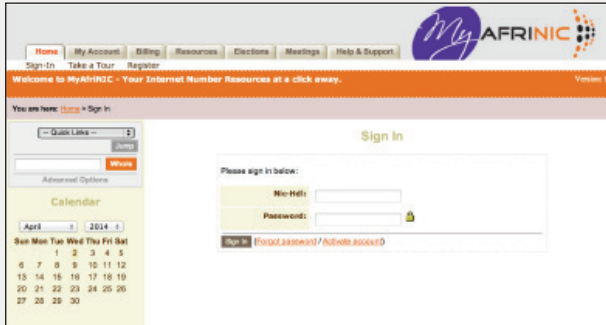 My AFRINIC
Home My Account Billing Resources Elections Meetings Help & Support
Sign-In Take a Tour Register
Welcome to MyAfriNIC - Your Internet Number Resources at a click away. Version:
You are here: Home » Sign In
-- Quick Links --
Jump
Whois
Advanced Options
Calendar
April 2014
Sun Mon Tue Wed Thu Fri Sat
1 2 3 4 5
6 7 8 9 10 11 12
13 14 15 16 17 18 19
20 21 22 23 24 25 26
27 28 29 30
Sign In
Please sign in below:
Nic-Hdl:
Password:
Sign In (Forgot password / Activate account)